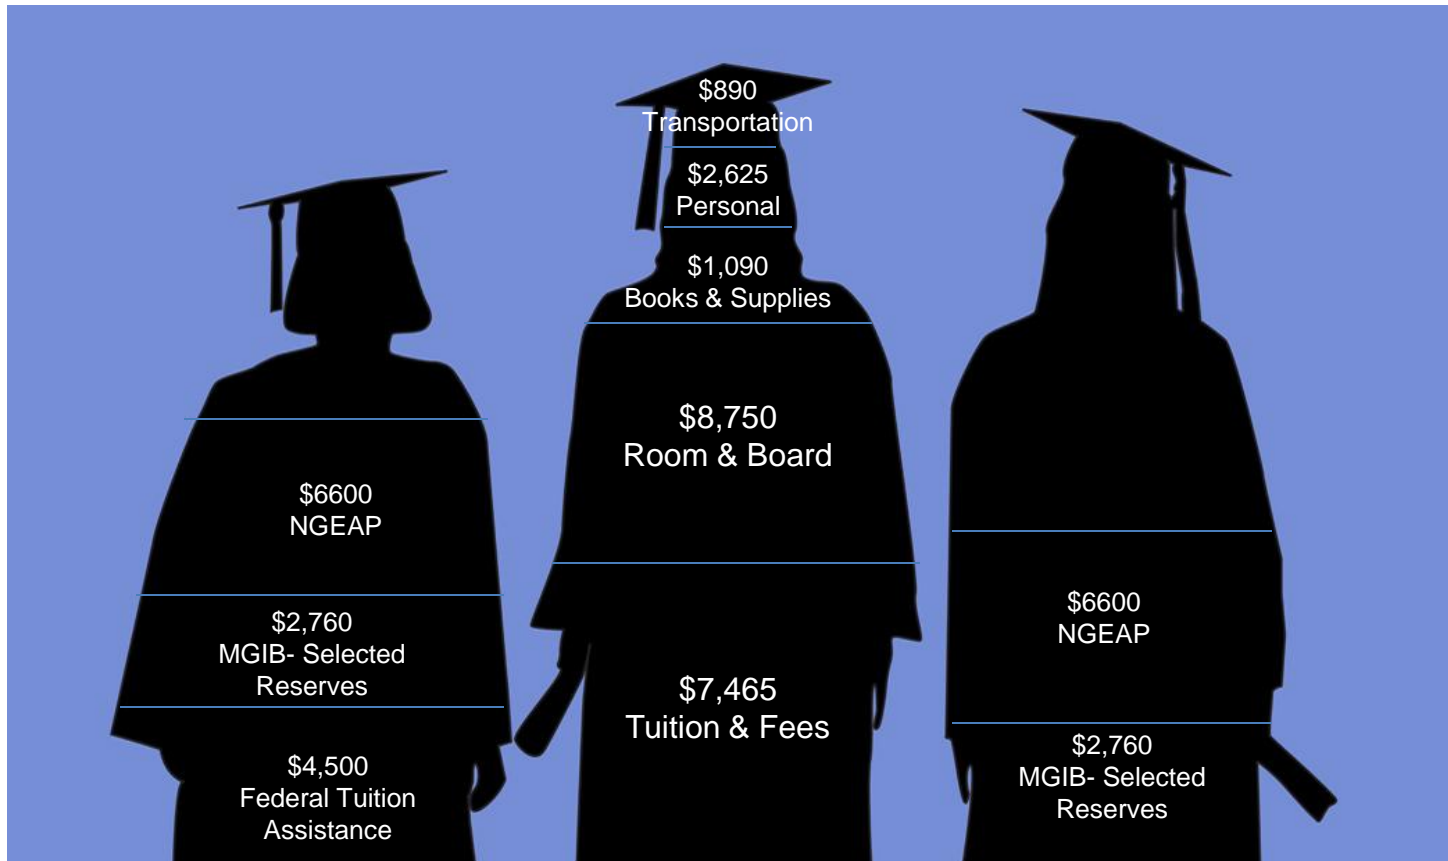 $6600
NGEAP
$2,760
MGIB- Selected
Reserves
$4,500
Federal Tuition
Assistance
$890
Transportation
$2,625
Personal
$1,090
Books & Supplies
$8,750
Room & Board
$7,465
Tuition & Fees
$6600
NGEAP
$2,760
MGIB- Selected
Reserves